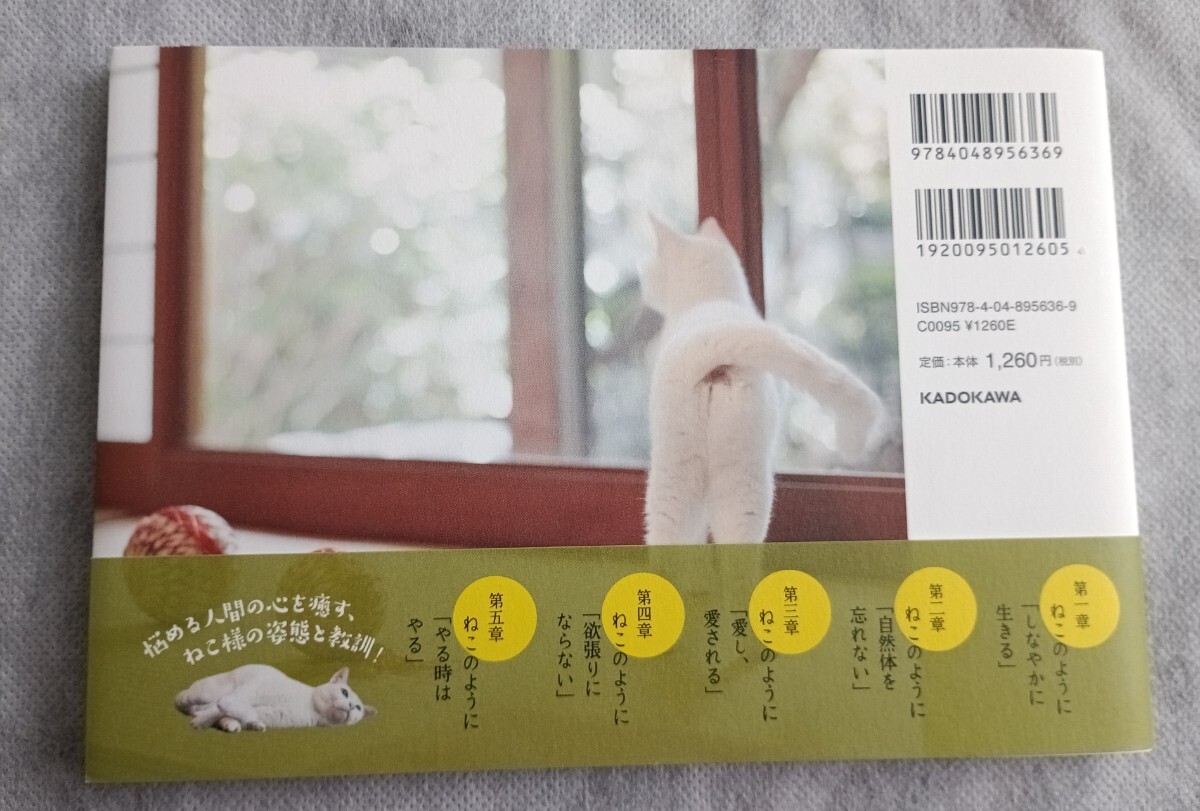 9784048956369
1920095012605
ISBN978-4-04-895636-9
C0095 ¥1260E
定価：本体 1,260円（税別）
KADOKAWA
第一章
ねこのように
「しなやかに
生きる」
第二章
ねこのように
「自然体を
忘れない」
第三章
ねこのように
「愛し、
愛される」
第四章
ねこのように
「欲張りに
ならない」
第五章
ねこのように
「やる時は
やる」
悩める人間の心を癒す、
ねこ様の姿態と教訓！